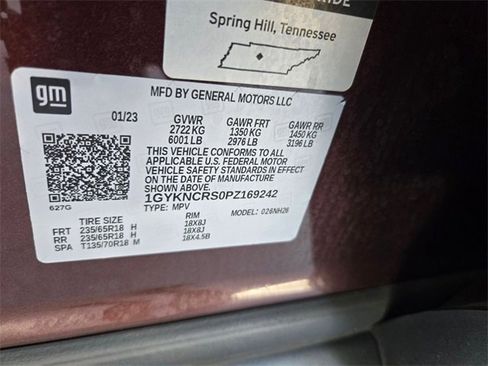 RIDE
Spring Hill, Tennessee
gm
MFD BY GENERAL MOTORS LLC
01/23 GVWR GAWR FRT GAWR RR
2722 KG 1350 KG 1450 KG
6001 LB 2976 LB 3196 LB
THIS VEHICLE CONFORMS TO ALL
APPLICABLE U.S. FEDERAL MOTOR
VEHICLE SAFETY STANDARDS IN EFFECT
ON THE DATE OF MANUFACTURE SHOWN ABOVE.
1GYKNCRS0PZ169242
627G TYPE: MPV MODEL: 026NH26
TIRE SIZE RIM
FRT 235/65R18 H 18X8J
RR 235/65R18 H 18X8J
SPA T135/70R18 M 18X4.5B